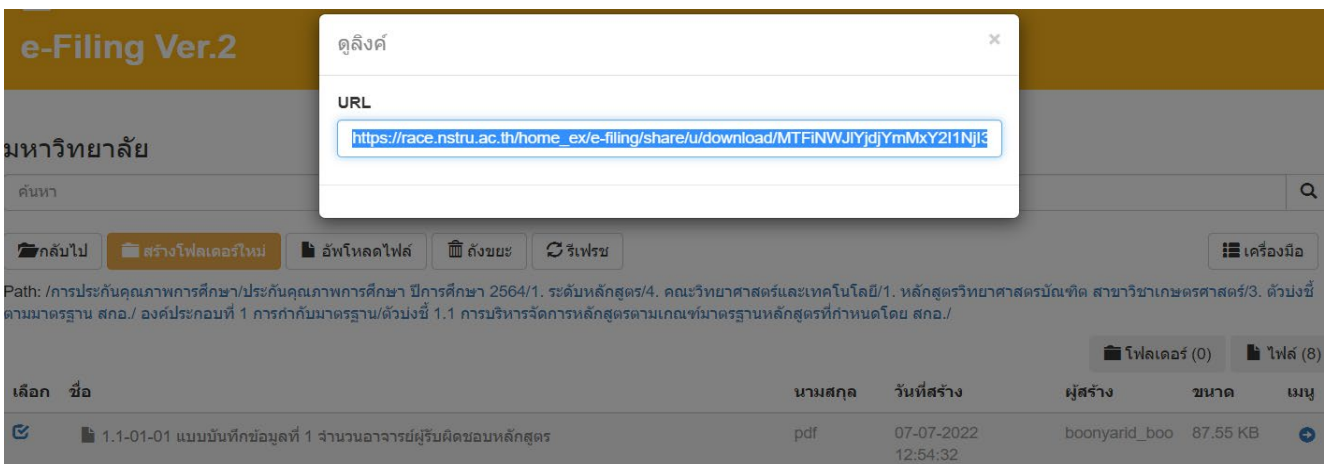 e-Filing Ver.2
ดูลิงค์
×
URL
https://race.nstru.ac.th/home_ex/e-filing/share/u/download/MTFiNWJlYjdjYmMxY2I1NjI3
มหาวิทยาลัย
ค้นหา
กลับไป สร้างโฟลเดอร์ใหม่ อัพโหลดไฟล์ ถังขยะ รีเฟรช เครื่องมือ
Path: /การประกันคุณภาพการศึกษา/ประกันคุณภาพการศึกษา ปีการศึกษา 2564/1. ระดับหลักสูตร/4. คณะวิทยาศาสตร์และเทคโนโลยี/1. หลักสูตรวิทยาศาสตรบัณฑิต สาขาวิชาเกษตรศาสตร์/3. ตัวบ่งชี้
ตามมาตรฐาน สกอ./ องค์ประกอบที่ 1 การกำกับมาตรฐาน/ตัวบ่งชี้ 1.1 การบริหารจัดการหลักสูตรตามเกณฑ์มาตรฐานหลักสูตรที่กำหนดโดย สกอ./
โฟลเดอร์ (0) ไฟล์ (8)
เลือก ชื่อ นามสกุล วันที่สร้าง ผู้สร้าง ขนาด เมนู
1.1-01-01 แบบบันทึกข้อมูลที่ 1 จำนวนอาจารย์ผู้รับผิดชอบหลักสูตร pdf 07-07-2022 boonyarid_boo 87.55 KB
12:54:32